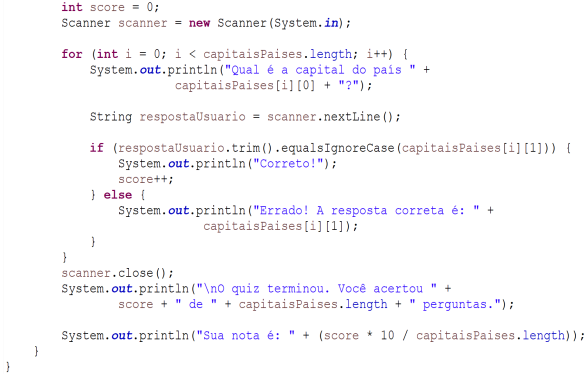 int score = 0;
Scanner scanner = new Scanner(System.in);
for (int i = 0; i < capitaisPaises.length; i++) {
System.out.println("Qual é a capital do país " +
capitaisPaises[i][0] + "?");
String respostaUsuario = scanner.nextLine();
if (respostaUsuario.trim().equalsIgnoreCase(capitaisPaises[i][1])) {
System.out.println("Correto!");
score++;
} else {
System.out.println("Errado! A resposta correta é: " +
capitaisPaises[i][1]);
}
}
scanner.close();
System.out.println("\nO quiz terminou. Você acertou " +
score + " de " + capitaisPaises.length + " perguntas.");
System.out.println("Sua nota é: " + (score * 10 / capitaisPaises.length));
}
}